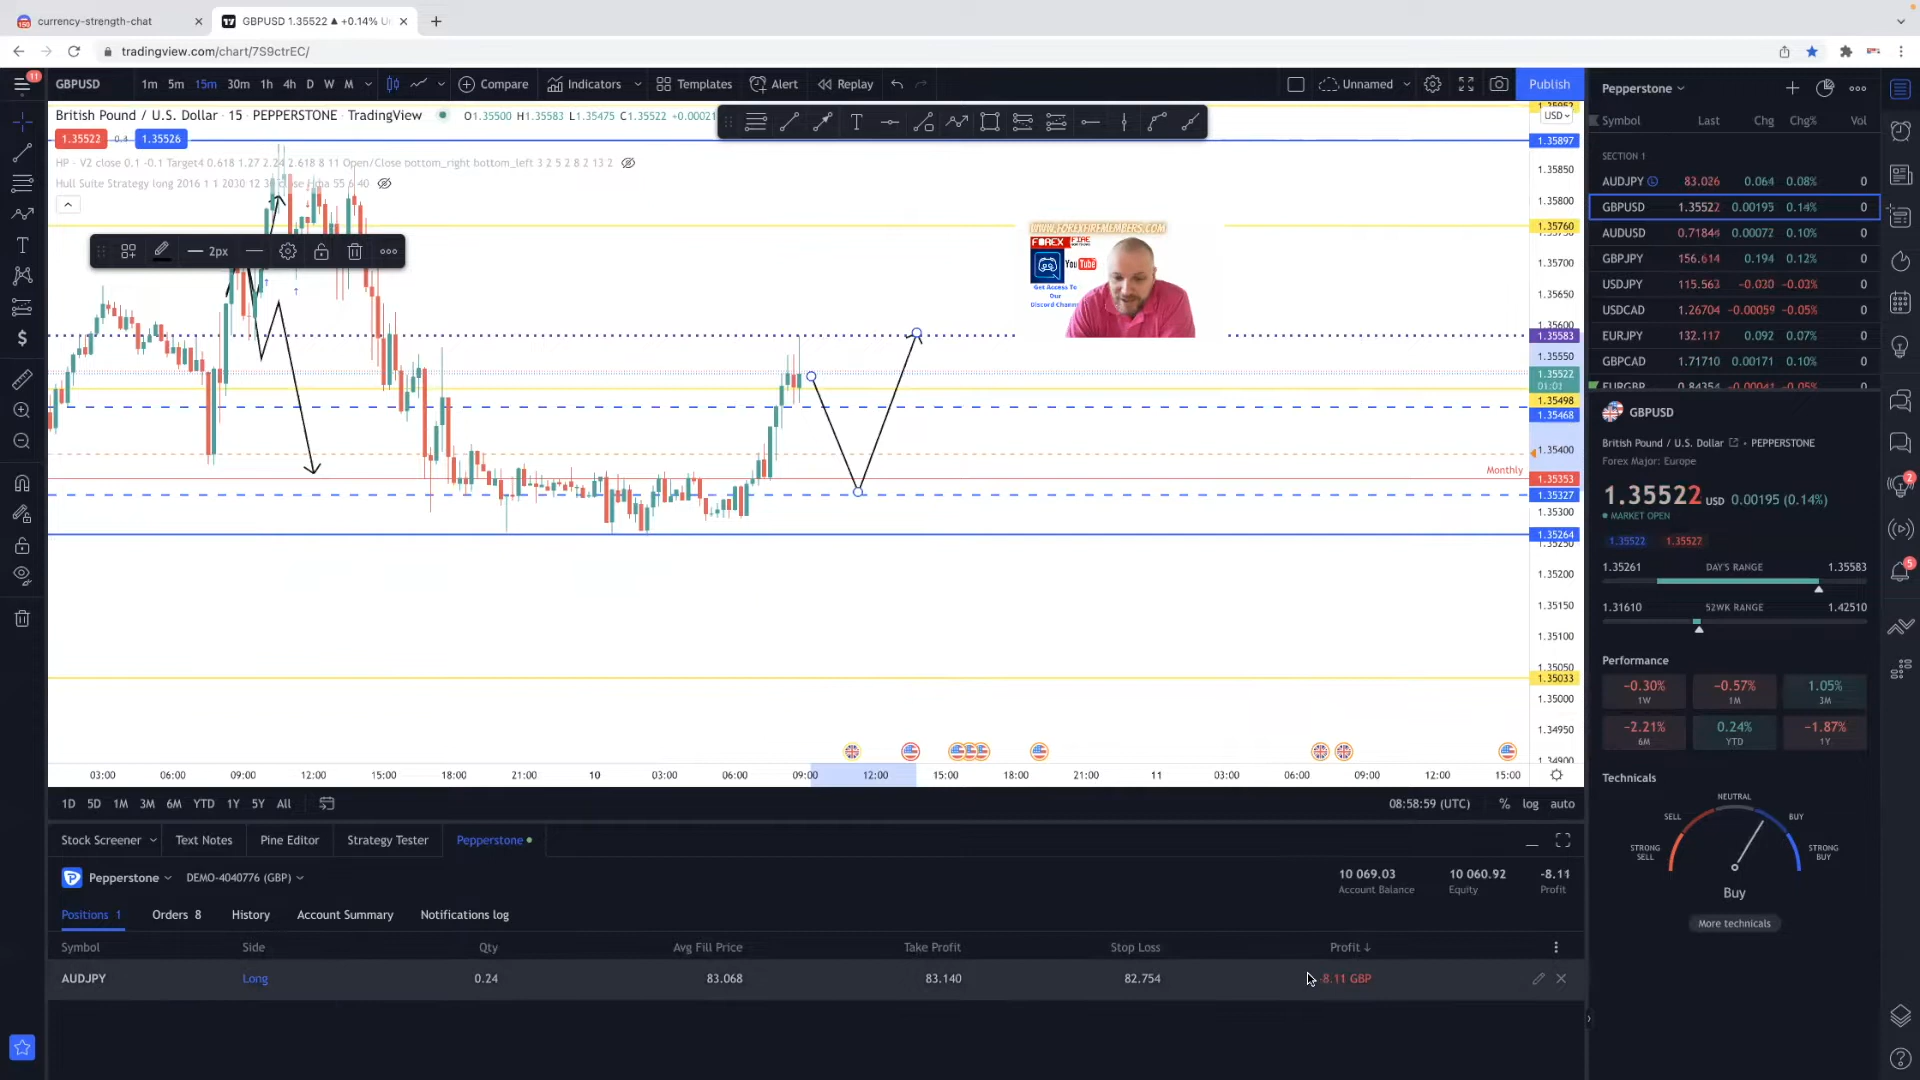 currency-strength-chat
GBPUSD 1.35522 ▲ +0.14% U
tradingview.com/chart/7S9ctrEC/
11
GBPUSD 1m 5m 15m 30m 1h 4h D W M Compare Indicators Templates Alert Replay Unnamed Publish
British Pound / U.S. Dollar · 15 · PEPPERSTONE · TradingView O1.35500 H1.35583 L1.35475 C1.35522 +0.00021
1.35522 0.4 1.35526
HP - V2 close 0.1 -0.1 Target4 0.618 1.27 2.24 2.618 8 11 Open/Close bottom_right bottom_left 3 2 5 2 8 2 13 2
Hull Suite Strategy long 2016 1 1 2030 12 30 close Hma 55 6 40
2px
WWW.FOREXFIREMEMBERS.COM
FOREX FIRE
YouTube
Get Access To
Our
Discord Channel
Monthly
USD
1.35897
1.35850
1.35800
1.35760
1.35700
1.35650
1.35600
1.35583
1.35550
1.35522
01:01
1.35498
1.35468
1.35400
1.35353
1.35327
1.35300
1.35264
1.35200
1.35150
1.35100
1.35050
1.35033
1.35000
1.34950
1.34900
03:00 06:00 09:00 12:00 15:00 18:00 21:00 10 03:00 06:00 09:00 12:00 15:00 18:00 21:00 11 03:00 06:00 09:00 12:00 15:00
1D 5D 1M 3M 6M YTD 1Y 5Y All 08:58:59 (UTC) % log auto
Stock Screener Text Notes Pine Editor Strategy Tester Pepperstone
Pepperstone DEMO-4040776 (GBP)
10 069.03 10 060.92 -8.11
Account Balance Equity Profit
Positions 1 Orders 8 History Account Summary Notifications log
Symbol Side Qty Avg Fill Price Take Profit Stop Loss Profit ↓
AUDJPY Long 0.24 83.068 83.140 82.754 -8.11 GBP
Pepperstone
Symbol Last Chg Chg% Vol
SECTION 1
AUDJPY 83.026 0.064 0.08% 0
GBPUSD 1.35522 0.00195 0.14% 0
AUDUSD 0.71844 0.00072 0.10% 0
GBPJPY 156.614 0.194 0.12% 0
USDJPY 115.563 -0.030 -0.03% 0
USDCAD 1.26704 -0.00059 -0.05% 0
EURJPY 132.117 0.092 0.07% 0
GBPCAD 1.71710 0.00171 0.10% 0
EURGBP 0.84354 -0.00041 -0.05% 0
GBPUSD
British Pound / U.S. Dollar · PEPPERSTONE
Forex Major: Europe
1.35522 USD 0.00195 (0.14%)
MARKET OPEN
1.35522 1.35527
1.35261 DAY'S RANGE 1.35583
1.31610 52WK RANGE 1.42510
Performance
−0.30% −0.57% 1.05%
1W 1M 3M
−2.21% 0.24% −1.87%
6M YTD 1Y
Technicals
NEUTRAL
SELL BUY
STRONG SELL STRONG BUY
Buy
More technicals
2
5